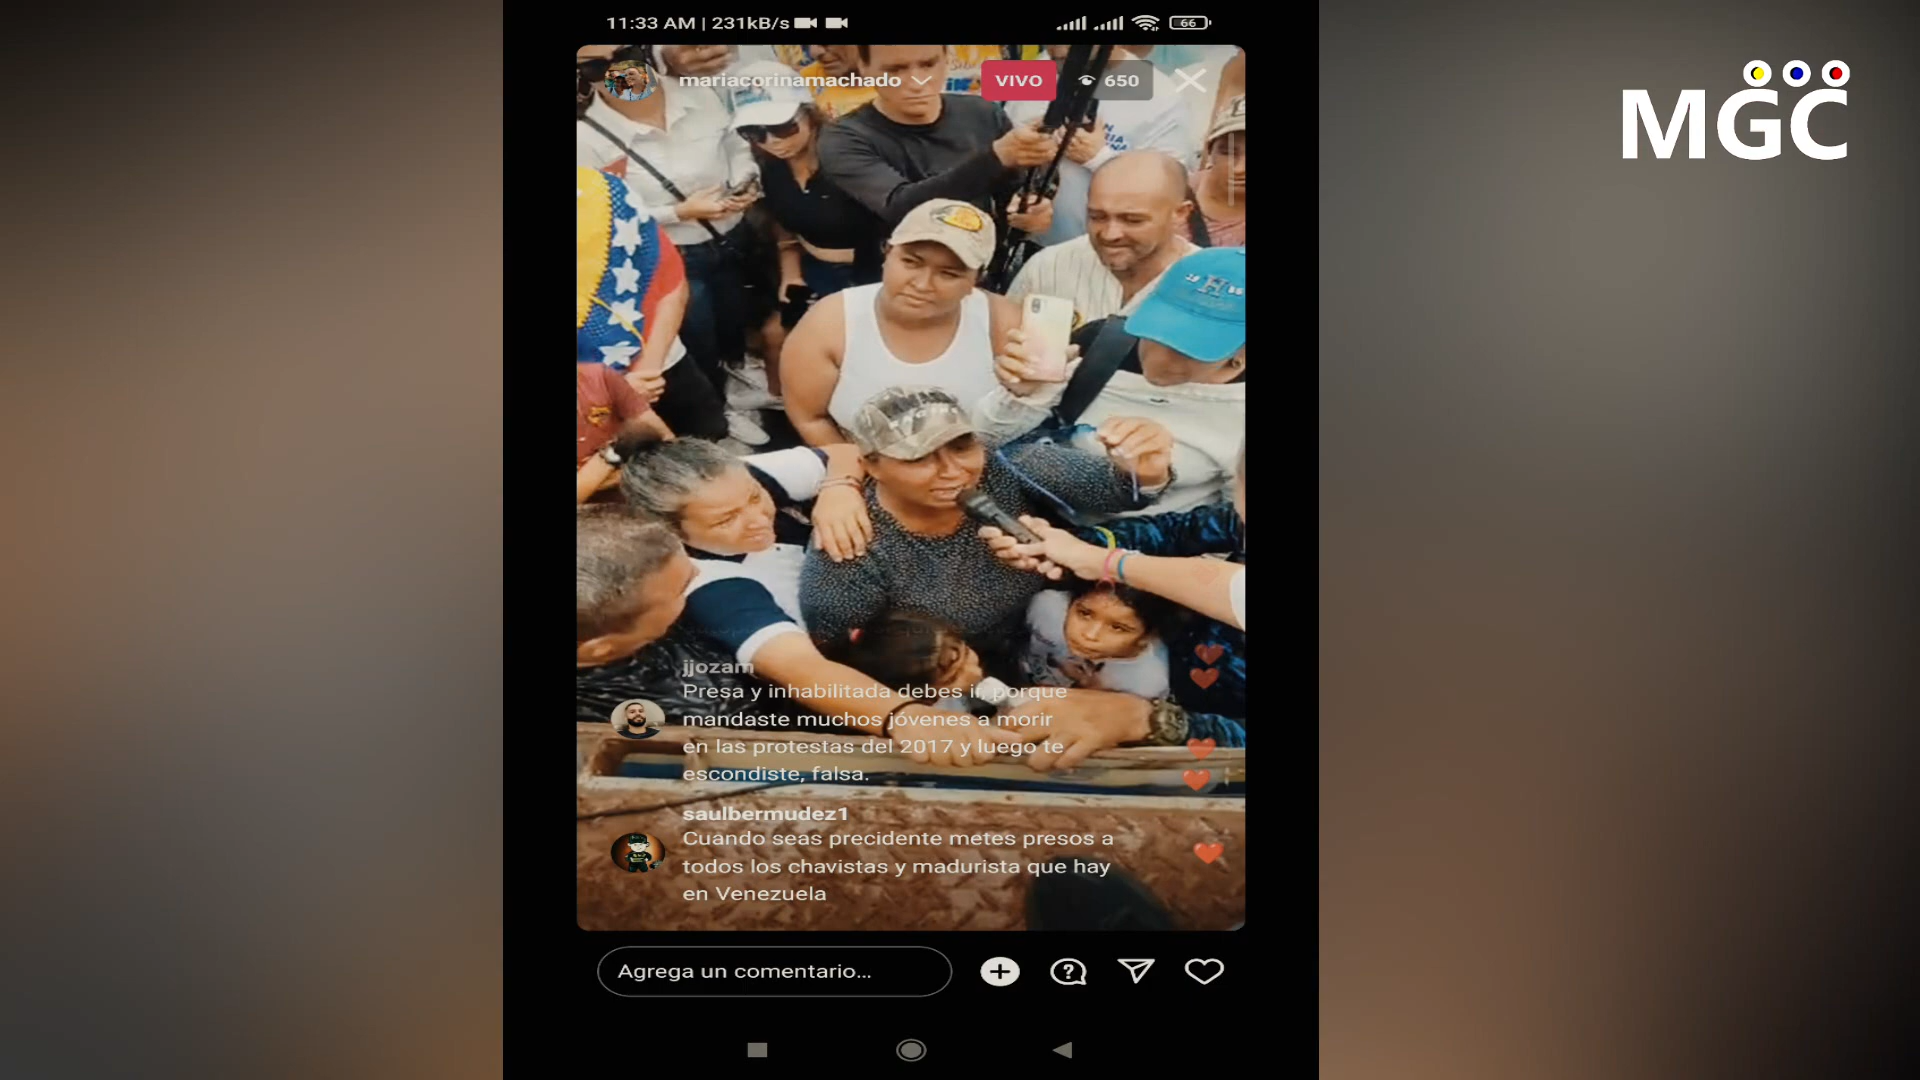 11:33 AM | 231kB/s
66
mariacorinamachado
VIVO
650
MGC
jjozam
Presa y inhabilitada debes ir, porque
mandaste muchos jóvenes a morir
en las protestas del 2017 y luego te
escondiste, falsa.
saulbermudez1
Cuando seas precidente metes presos a
todos los chavistas y madurista que hay
en Venezuela
Agrega un comentario...